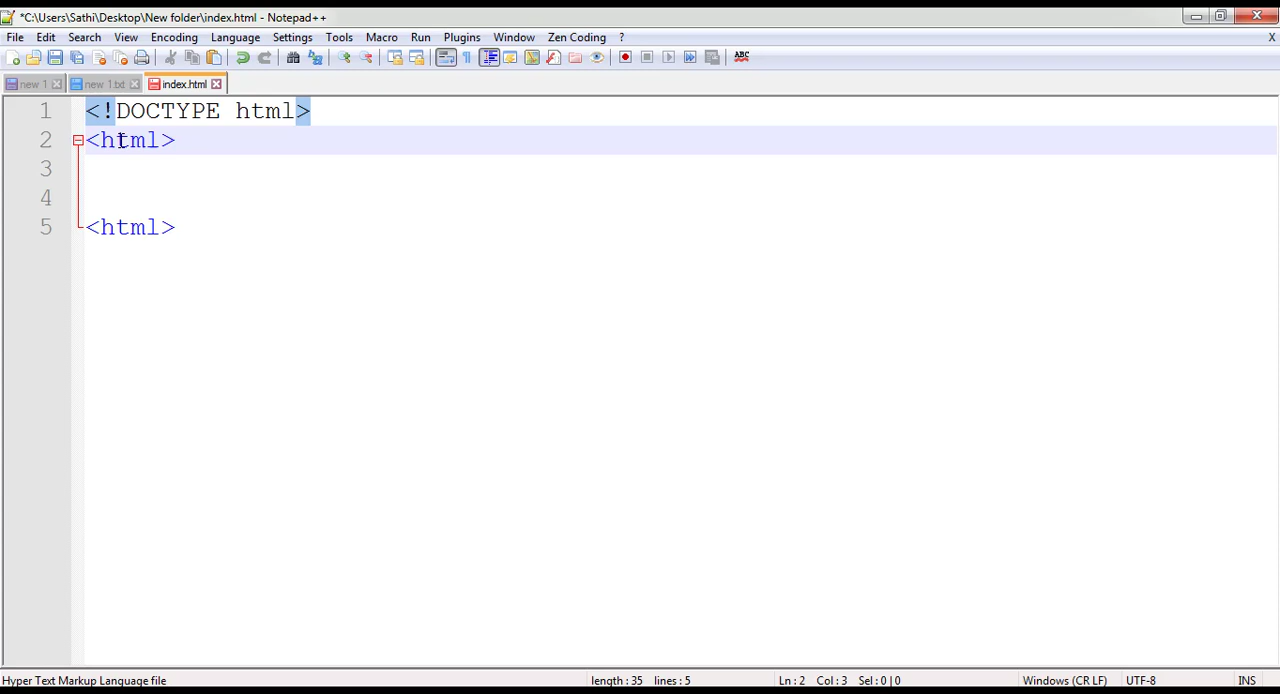 *C:\Users\Sathi\Desktop\New folder\index.html - Notepad++
File Edit Search View Encoding Language Settings Tools Macro Run Plugins Window Zen Coding ? X
ABC
new 1 new 1.txt index.html
1 <!DOCTYPE html>
2 <html>
3
4
5 <html>
Hyper Text Markup Language file length : 35 lines : 5 Ln : 2 Col : 3 Sel : 0 | 0 Windows (CR LF) UTF-8 INS